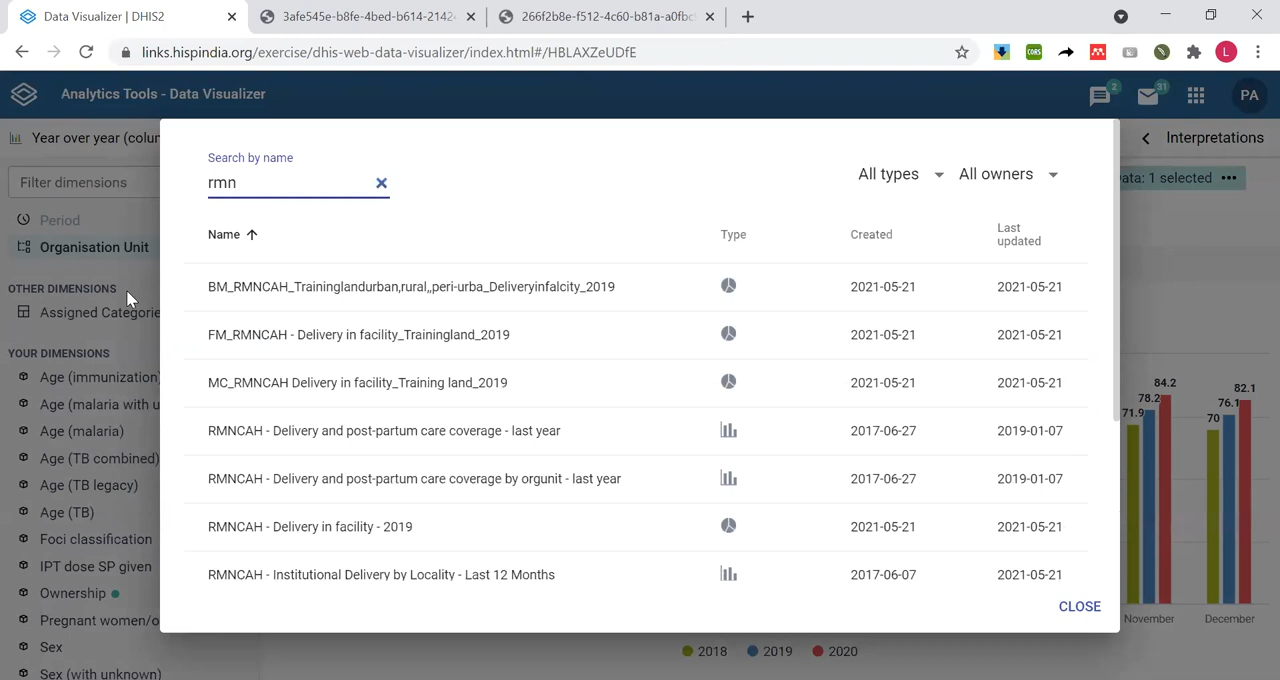 Data Visualizer | DHIS2
3afe545e-b8fe-4bed-b614-2142
266f2b8e-f512-4c60-b81a-a0fbc
links.hispindia.org/exercise/dhis-web-data-visualizer/index.html#/HBLAXZeUDfE
CORS
L
Analytics Tools - Data Visualizer
2
31
PA
Year over year (colum
Interpretations
Search by name
rmn
All types
All owners
Filter dimensions
Data: 1 selected
Period
Organisation Unit
Name
Type
Created
Last updated
OTHER DIMENSIONS
Assigned Categorie
BM_RMNCAH_Traininglandurban,rural,,peri-urba_Deliveryinfalcity_2019
2021-05-21
2021-05-21
FM_RMNCAH - Delivery in facility_Trainingland_2019
2021-05-21
2021-05-21
YOUR DIMENSIONS
Age (immunization)
MC_RMNCAH Delivery in facility_Training land_2019
2021-05-21
2021-05-21
Age (malaria with u
Age (malaria)
RMNCAH - Delivery and post-partum care coverage - last year
2017-06-27
2019-01-07
Age (TB combined)
Age (TB legacy)
RMNCAH - Delivery and post-partum care coverage by orgunit - last year
2017-06-27
2019-01-07
Age (TB)
Foci classification
RMNCAH - Delivery in facility - 2019
2021-05-21
2021-05-21
IPT dose SP given
Ownership
RMNCAH - Institutional Delivery by Locality - Last 12 Months
2017-06-07
2021-05-21
CLOSE
Pregnant women/o
Sex
Sex (with unknown)
71.9
78.2
84.2
70
76.1
82.1
November
December
2018
2019
2020